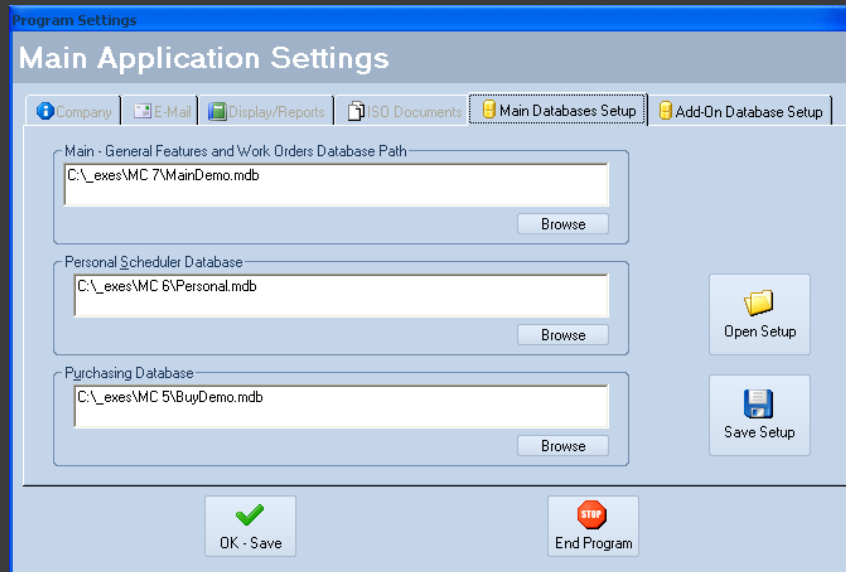 Program Settings
Main Application Settings
Company E-Mail Display/Reports ISO Documents Main Databases Setup Add-On Database Setup
Main - General Features and Work Orders Database Path
C:\_exes\MC 7\MainDemo.mdb
Browse
Personal Scheduler Database
C:\_exes\MC 6\Personal.mdb
Browse
Open Setup
Purchasing Database
C:\_exes\MC 5\BuyDemo.mdb
Browse
Save Setup
OK - Save
STOP
End Program